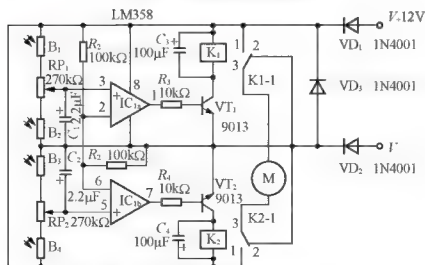 LM358
V-12V
B₁
R₂
100kΩ
C₃
100μF
K₁
1
2
3
K1-1
VD₁ 1N4001
RP₁
270kΩ
C₁
2.2μF
3
8
2
+
IC₁ₐ
1
R₃
10kΩ
VT₁
9013
VD₃
1N4001
B₂
B₃
C₂
2.2μF
R₂ 100kΩ
V
VD₂ 1N4001
M
6
5
+
IC₁b
7
R₄
10kΩ
VT₂
9013
K2-1
3
2
1
RP₂
270kΩ
B₄
C₄
100μF
K₂